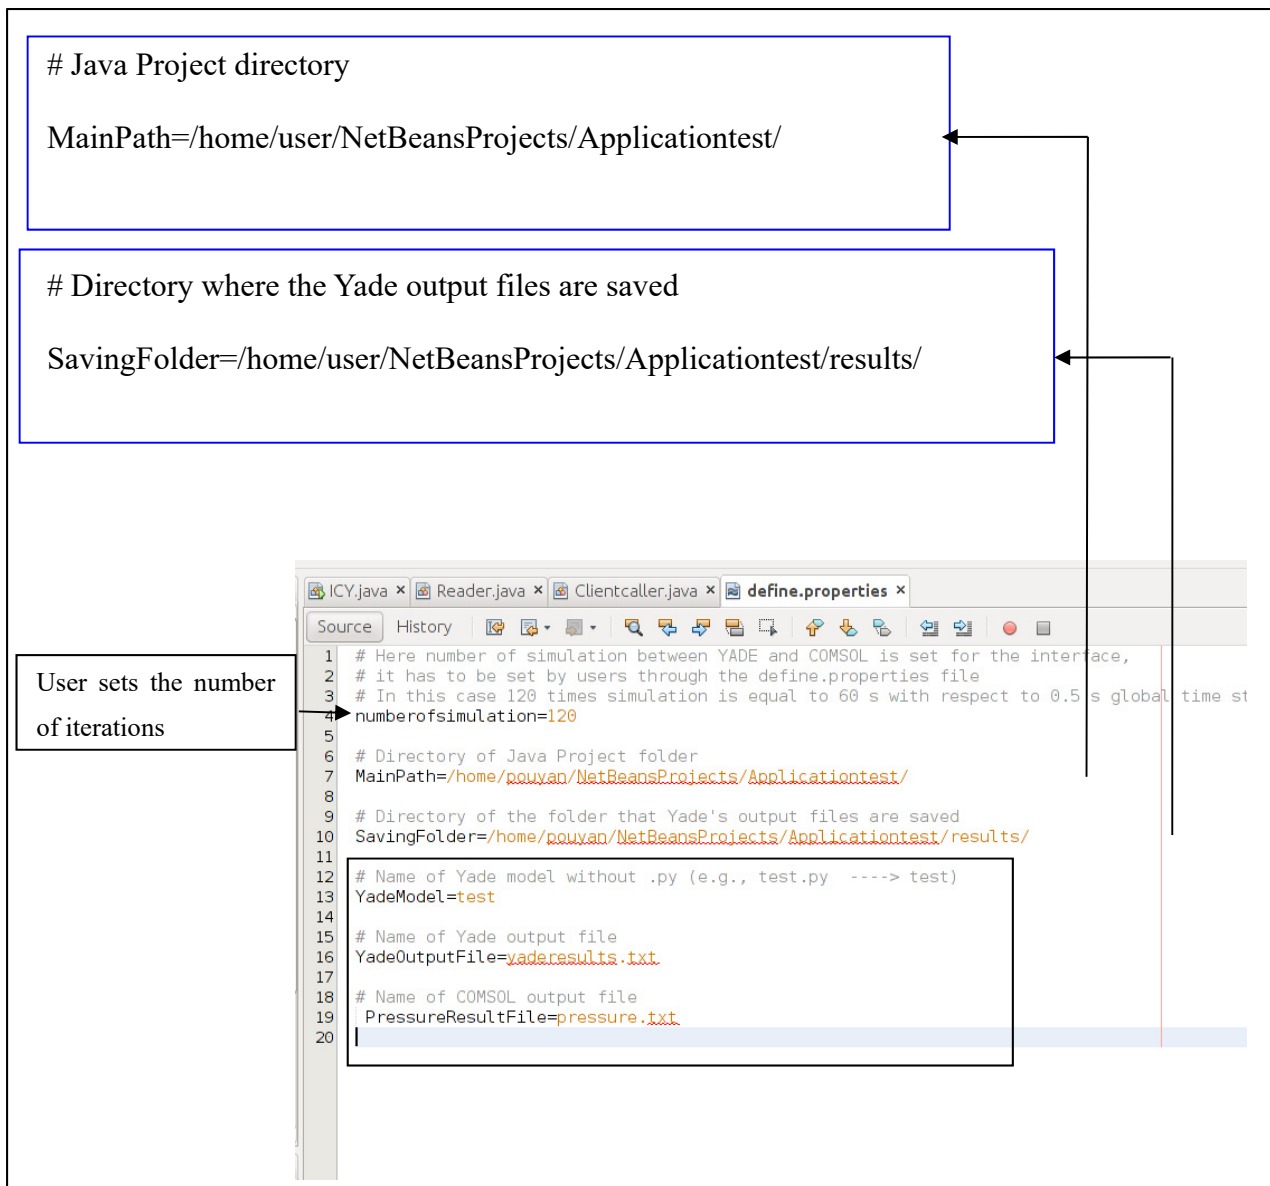 # Java Project directory
MainPath=/home/user/NetBeansProjects/Applicationtest/
# Directory where the Yade output files are saved
SavingFolder=/home/user/NetBeansProjects/Applicationtest/results/
ICY.java × Reader.java × Clientcaller.java × define.properties ×
Source History
User sets the number
of iterations
1 # Here number of simulation between YADE and COMSOL is set for the interface,
2 # it has to be set by users through the define.properties file
3 # In this case 120 times simulation is equal to 60 s with respect to 0.5 s global time st
4 numberofsimulation=120
5
6 # Directory of Java Project folder
7 MainPath=/home/pouyan/NetBeansProjects/Applicationtest/
8
9 # Directory of the folder that Yade's output files are saved
10 SavingFolder=/home/pouyan/NetBeansProjects/Applicationtest/results/
11
12 # Name of Yade model without .py (e.g., test.py ----> test)
13 YadeModel=test
14
15 # Name of Yade output file
16 YadeOutputFile=yaderesults.txt
17
18 # Name of COMSOL output file
19 PressureResultFile=pressure.txt
20